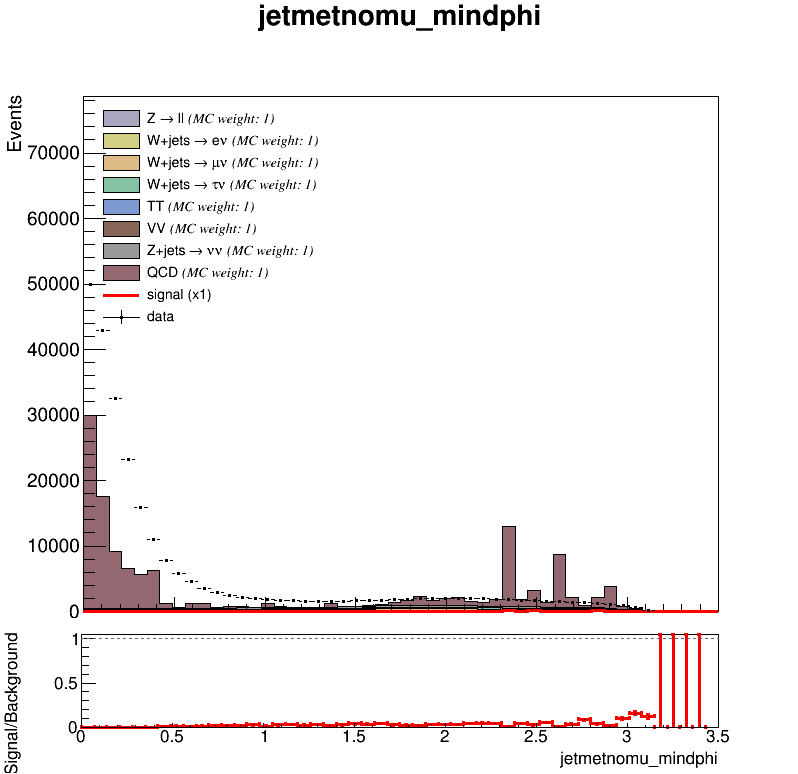 jetmetnomu_mindphi
Events
70000
60000
50000
40000
30000
20000
10000
0
Z → ll (MC weight: 1)
W+jets → eν (MC weight: 1)
W+jets → μν (MC weight: 1)
W+jets → τν (MC weight: 1)
TT (MC weight: 1)
VV (MC weight: 1)
Z+jets → νν (MC weight: 1)
QCD (MC weight: 1)
signal (x1)
data
Signal/Background
1
0.5
0
0 0.5 1 1.5 2 2.5 3 3.5
jetmetnomu_mindphi